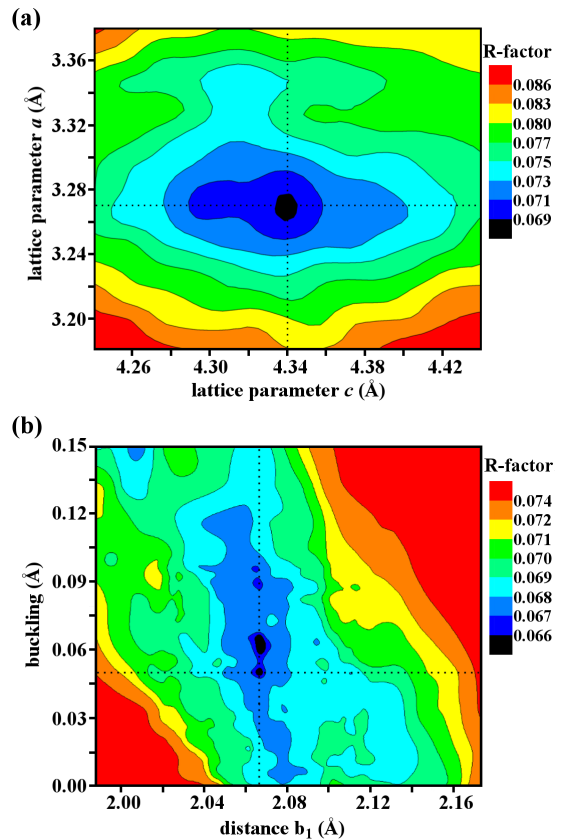 (a)
R-factor
3.36
3.32
3.28
3.24
3.20
lattice parameter a (Å)
0.086
0.083
0.080
0.077
0.075
0.073
0.071
0.069
4.26 4.30 4.34 4.38 4.42
lattice parameter c (Å)
(b)
R-factor
0.15
0.12
0.09
0.06
0.03
0.00
buckling (Å)
0.074
0.072
0.071
0.070
0.069
0.068
0.067
0.066
2.00 2.04 2.08 2.12 2.16
distance b₁ (Å)